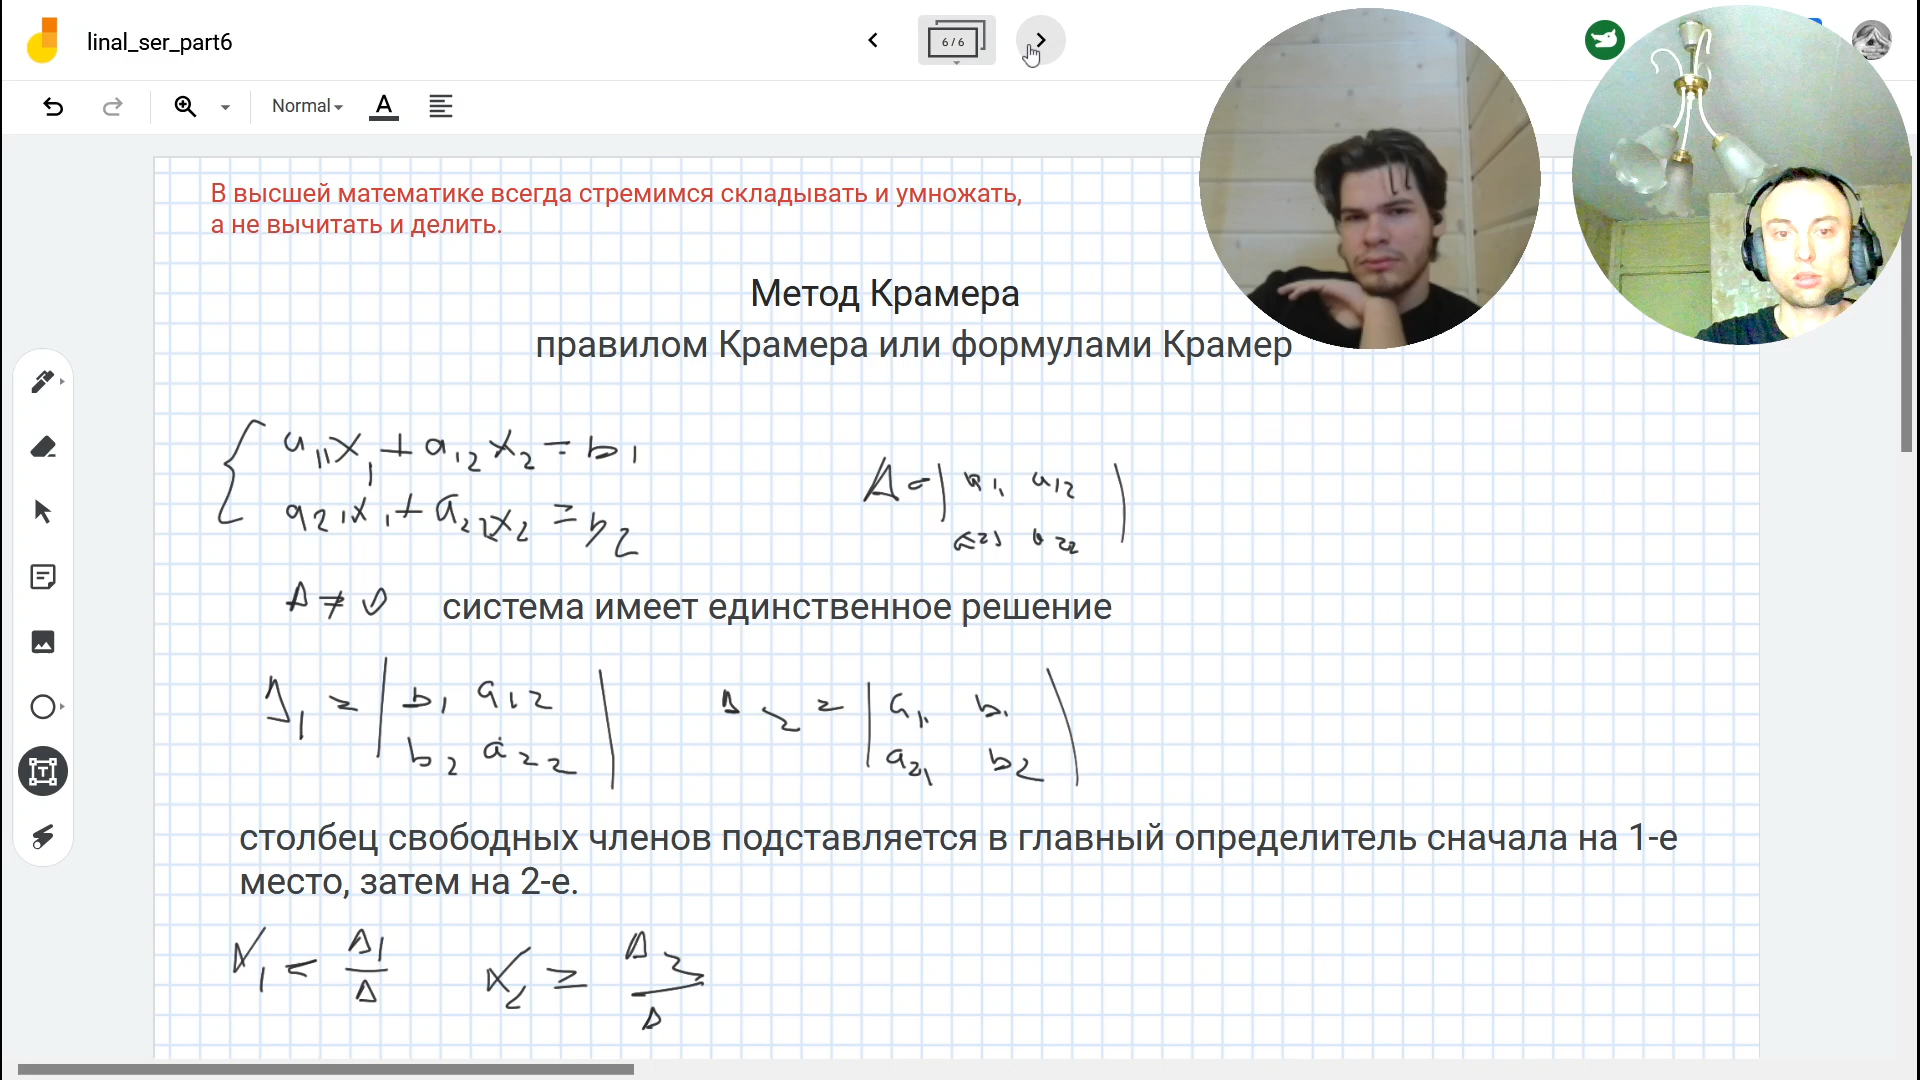 linal_ser_part6
6 / 6
Normal
В высшей математике всегда стремимся складывать и умножать,
а не вычитать и делить.
Метод Крамера
правилом Крамера или формулами Крамер
a₁₁x₁ + a₁₂x₂ = b₁
a₂₁x₁ + a₂₂x₂ = b₂
Δ = | a₁₁ a₁₂ |
a₂₁ a₂₂
Δ ≠ 0 система имеет единственное решение
Δ₁ = | b₁ a₁₂ |
b₂ a₂₂
Δ₂ = | a₁₁ b₁ |
a₂₁ b₂
столбец свободных членов подставляется в главный определитель сначала на 1-е
место, затем на 2-е.
x₁ = Δ₁/Δ x₂ = Δ₂/Δ